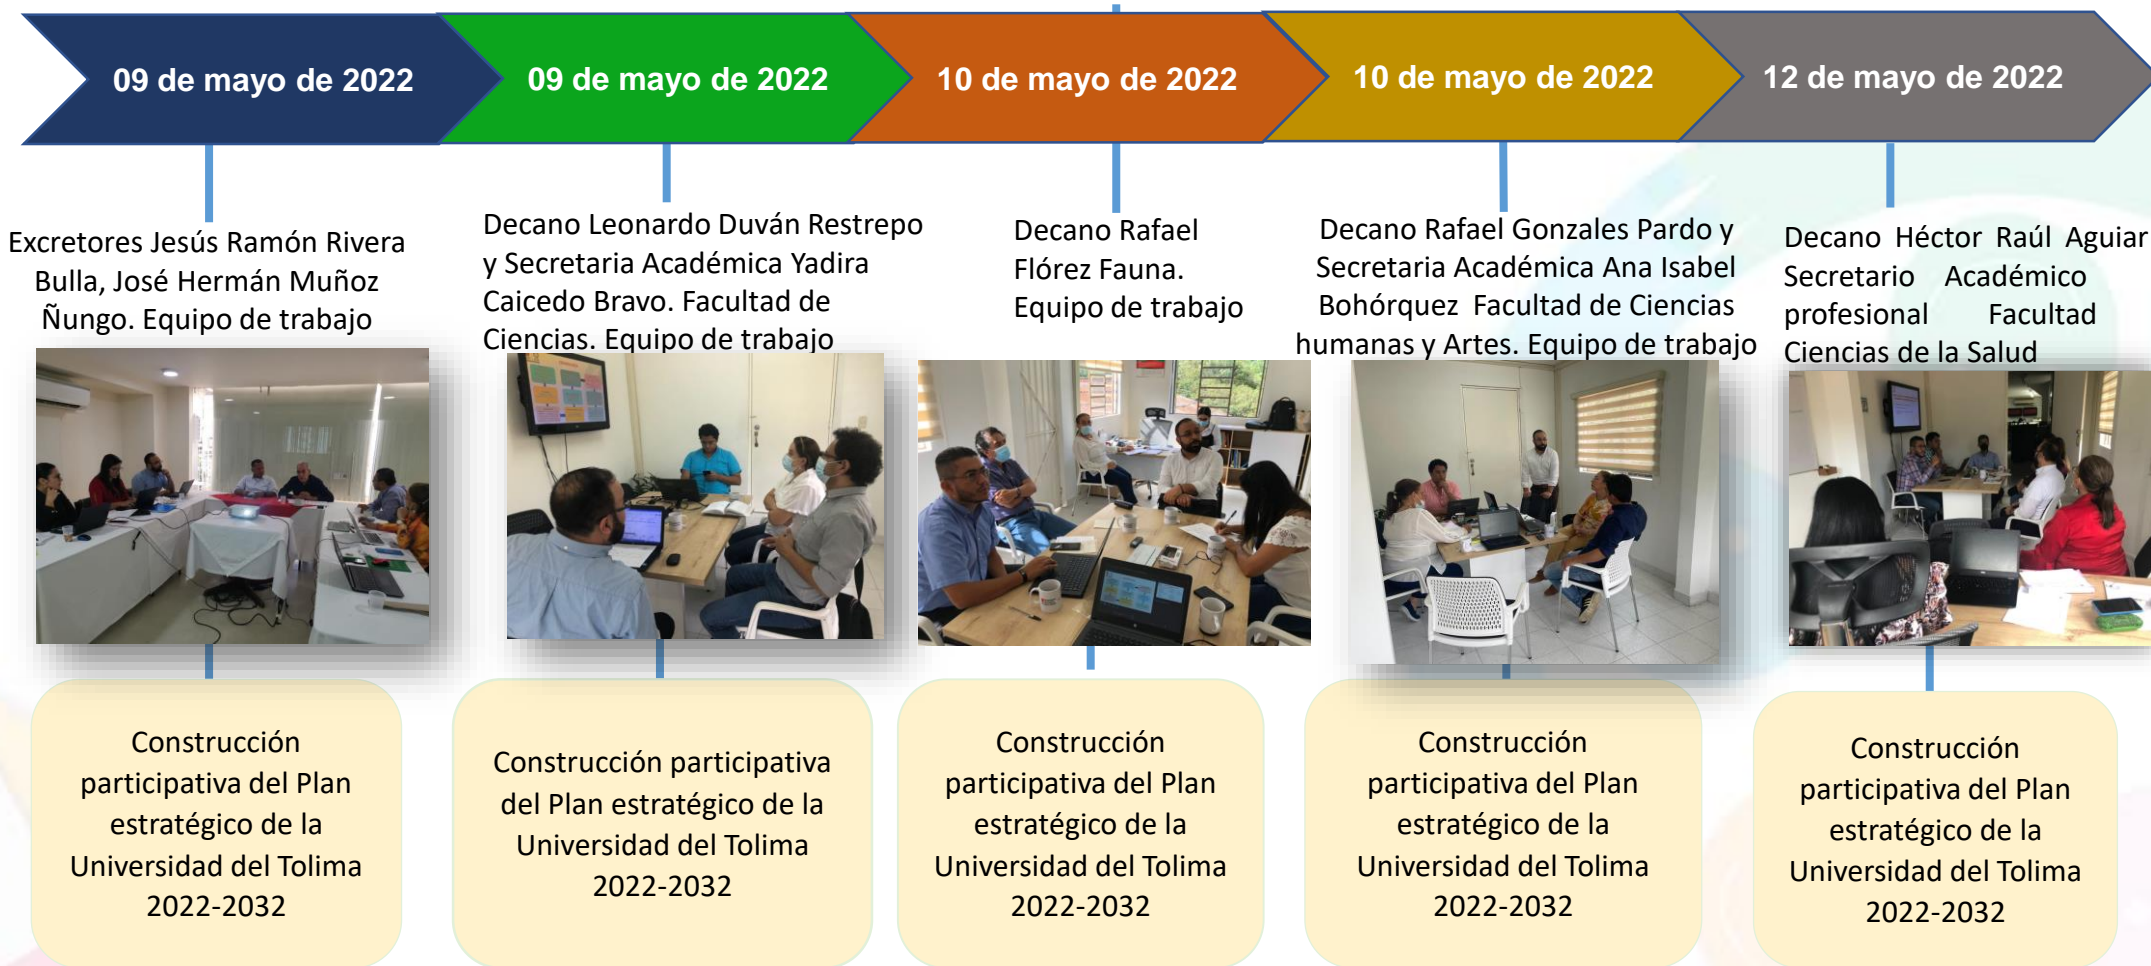 09 de mayo de 2022
09 de mayo de 2022
10 de mayo de 2022
10 de mayo de 2022
12 de mayo de 2022
Excretores Jesús Ramón Rivera
Bulla, José Hermán Muñoz
Ñungo. Equipo de trabajo
Decano Leonardo Duván Restrepo
y Secretaria Académica Yadira
Caicedo Bravo. Facultad de
Ciencias. Equipo de trabajo
Decano Rafael
Flórez Fauna.
Equipo de trabajo
Decano Rafael Gonzales Pardo y
Secretaria Académica Ana Isabel
Bohórquez Facultad de Ciencias
humanas y Artes. Equipo de trabajo
Decano Héctor Raúl Aguiar
Secretario Académico
profesional Facultad
Ciencias de la Salud
Construcción
participativa del Plan
estratégico de la
Universidad del Tolima
2022-2032
Construcción participativa
del Plan estratégico de la
Universidad del Tolima
2022-2032
Construcción
participativa del Plan
estratégico de la
Universidad del Tolima
2022-2032
Construcción
participativa del Plan
estratégico de la
Universidad del Tolima
2022-2032
Construcción
participativa del Plan
estratégico de la
Universidad del Tolima
2022-2032